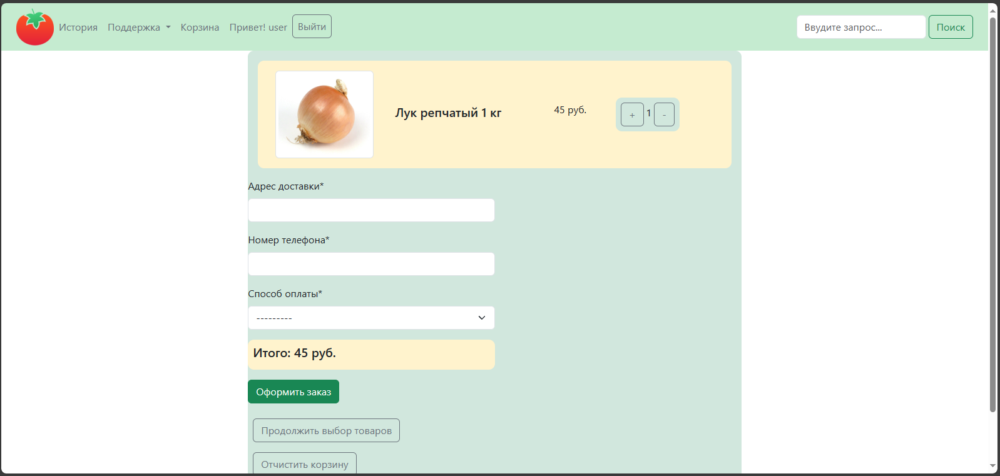 История Поддержка Корзина Привет! user Выйти Ввудите запрос... Поиск
Лук репчатый 1 кг 45 руб. + 1 -
Адрес доставки*
Номер телефона*
Способ оплаты*
---------
Итого: 45 руб.
Оформить заказ
Продолжить выбор товаров
Отчистить корзину